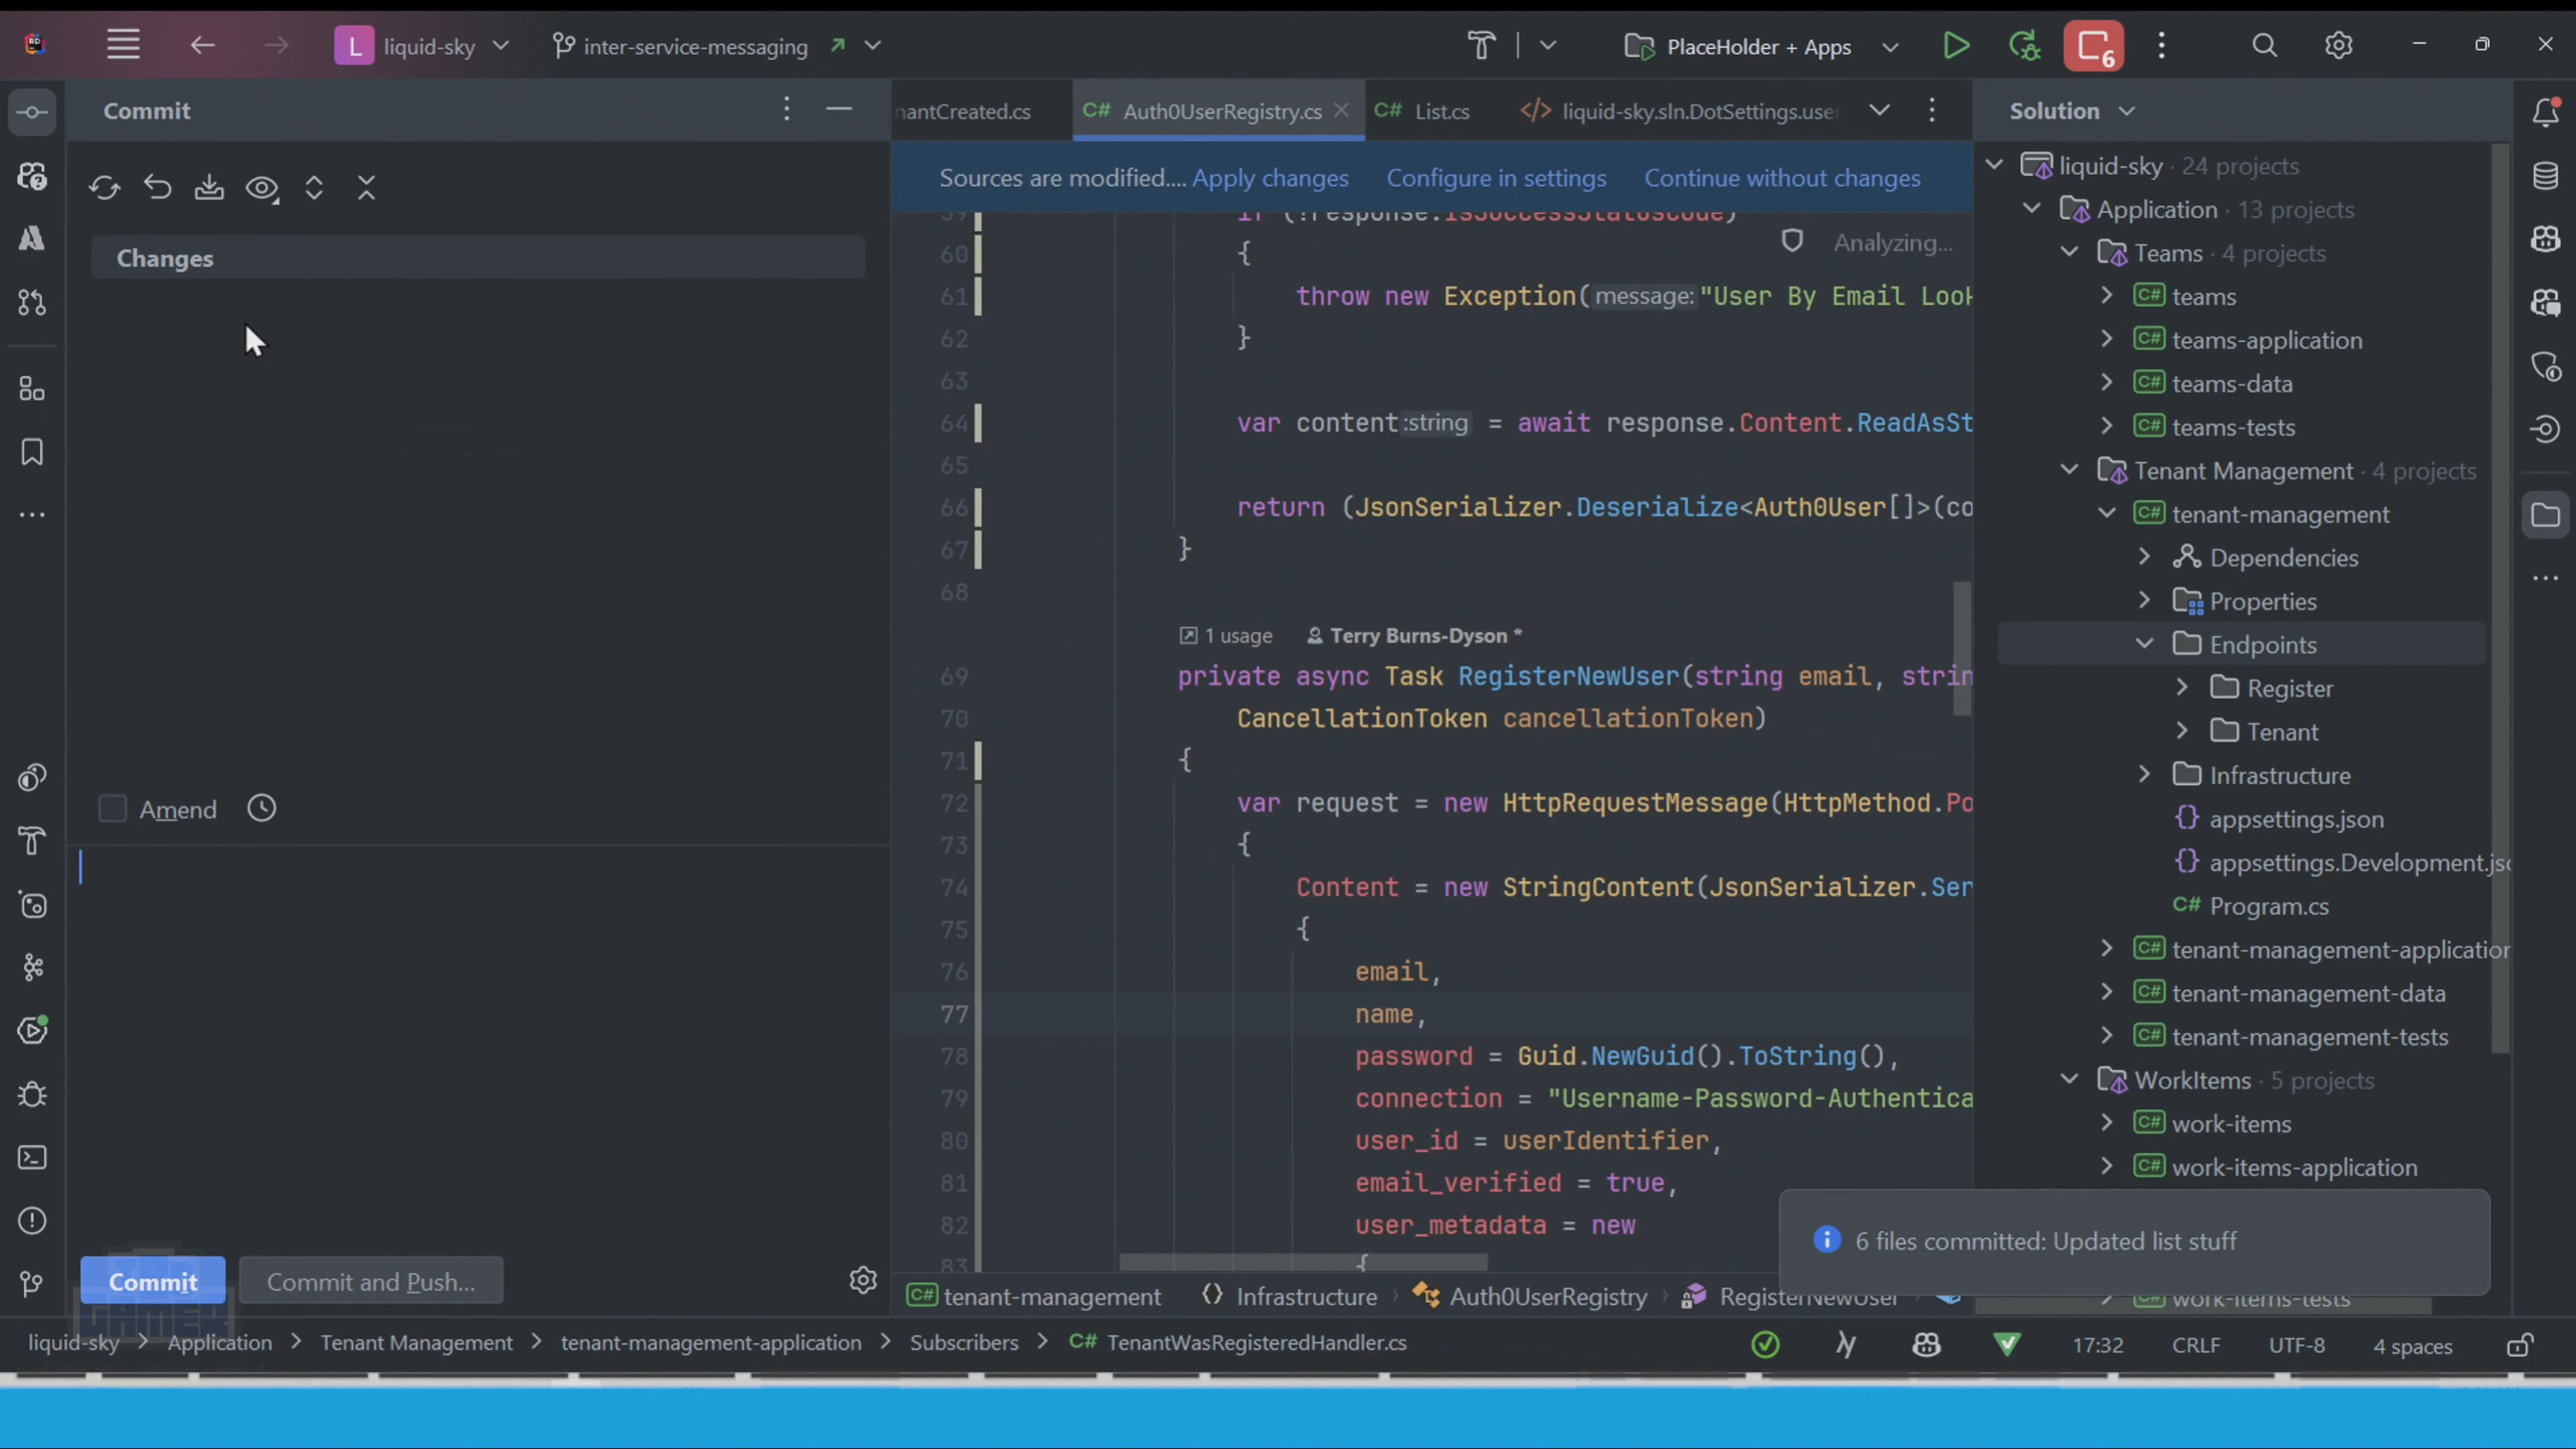 L liquid-sky
inter-service-messaging
PlaceHolder + Apps
6
Commit
Changes
Amend
Commit
Commit and Push...
C# Auth0UserRegistry.cs
C# List.cs
Sources are modified.... Apply changes Configure in settings Continue without changes
Analyzing...
60 {
61 throw new Exception( message: "User By Email Look
62 }
63
64 var content :string = await response.Content.ReadAsSt
65
66 return (JsonSerializer.Deserialize<Auth0User[]>(co
67 }
68
1 usage Terry Burns-Dyson *
69 private async Task RegisterNewUser(string email, strin
70 CancellationToken cancellationToken)
71 {
72 var request = new HttpRequestMessage(HttpMethod.Po
73 {
74 Content = new StringContent(JsonSerializer.Ser
75 {
76 email,
77 name,
78 password = Guid.NewGuid().ToString(),
79 connection = "Username-Password-Authentica
80 user_id = userIdentifier,
81 email_verified = true,
82 user_metadata = new
83 {
tenant-management Infrastructure Auth0UserRegistry RegisterNewUser
Solution
liquid-sky · 24 projects
Application · 13 projects
Teams · 4 projects
C# teams
C# teams-application
C# teams-data
C# teams-tests
Tenant Management · 4 projects
C# tenant-management
Dependencies
Properties
Endpoints
Register
Tenant
Infrastructure
{} appsettings.json
{} appsettings.Development.jsc
C# Program.cs
C# tenant-management-application
C# tenant-management-data
C# tenant-management-tests
WorkItems · 5 projects
C# work-items
C# work-items-application
C# work-items-tests
6 files committed: Updated list stuff
liquid-sky > Application > Tenant Management > tenant-management-application > Subscribers > C# TenantWasRegisteredHandler.cs
17:32 CRLF UTF-8 4 spaces